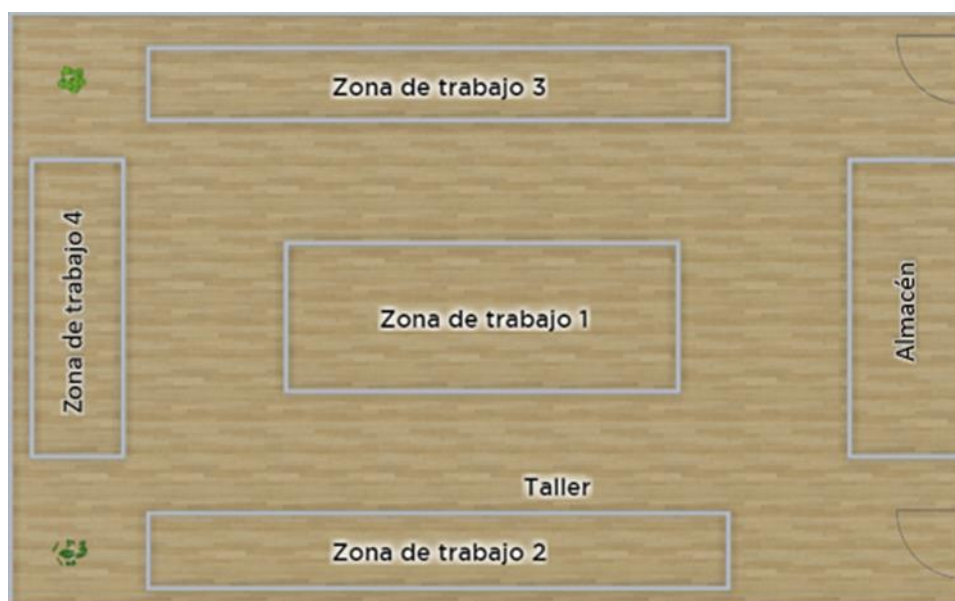 Zona de trabajo 3
Zona de trabajo 4
Zona de trabajo 1
Almacén
Taller
Zona de trabajo 2